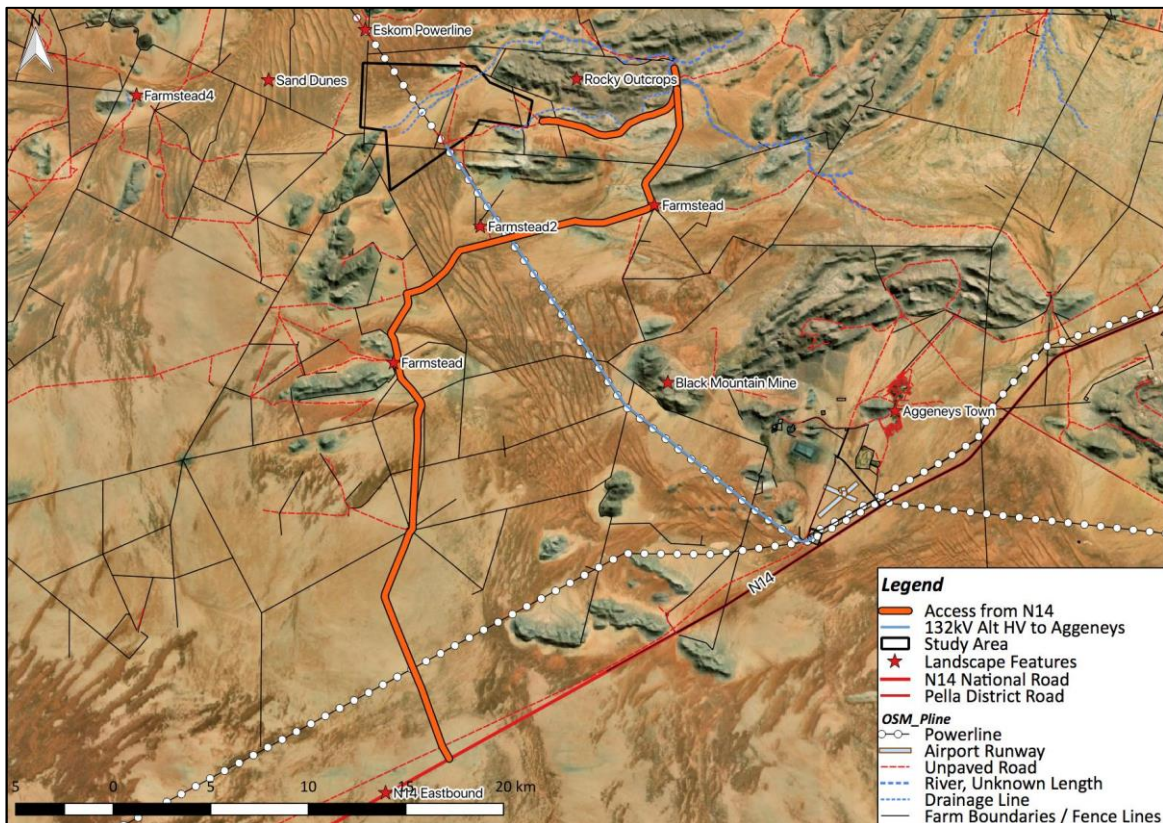 N
Eskom Powerline
Sand Dunes
Rocky Outcrops
Farmstead4
Farmstead
Farmstead2
Farmstead
Black Mountain Mine
Aggeneys Town
N14
N14 Eastbound
5 0 5 10 15 20 km
Legend
Access from N14
132kV Alt HV to Aggeneys
Study Area
Landscape Features
N14 National Road
Pella District Road
OSM_Pline
Powerline
Airport Runway
Unpaved Road
River, Unknown Length
Drainage Line
Farm Boundaries / Fence Lines